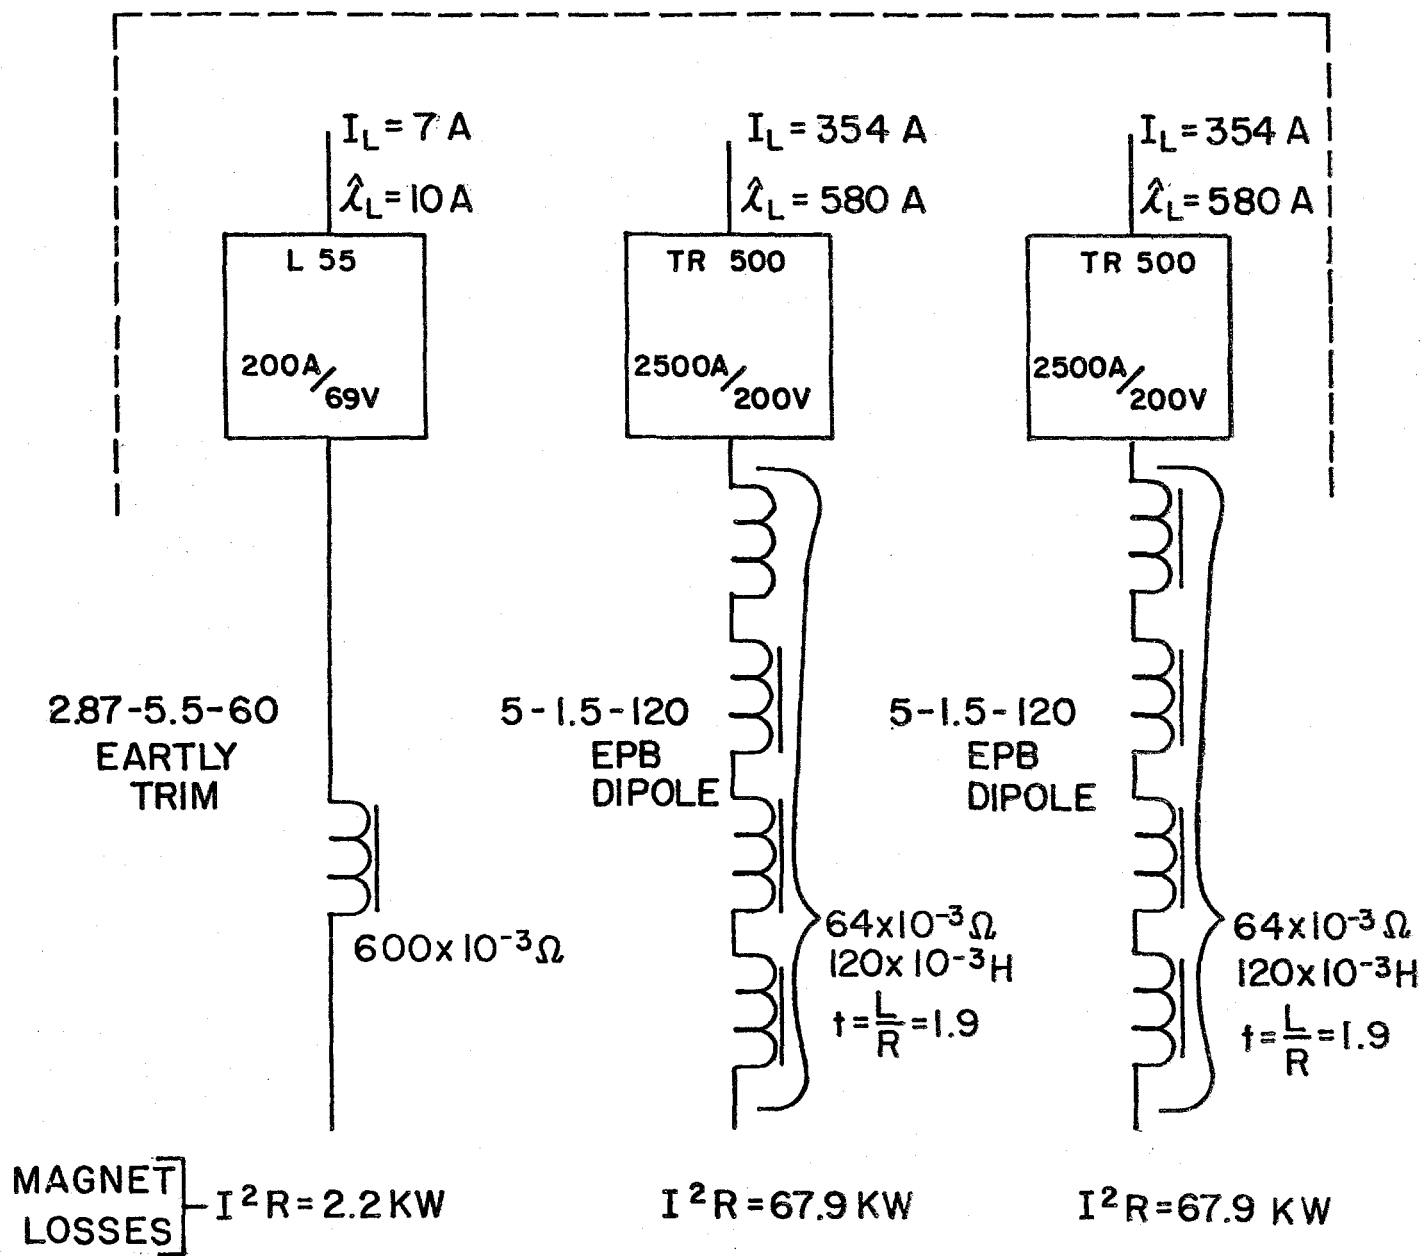 I_L = 7 A
î_L = 10 A
L 55
200A/69V
2.87-5.5-60
EARTLY
TRIM
600x10⁻³Ω
I_L = 354 A
î_L = 580 A
TR 500
2500A/200V
5-1.5-120
EPB
DIPOLE
64x10⁻³Ω
120x10⁻³H
t = L/R = 1.9
I_L = 354 A
î_L = 580 A
TR 500
2500A/200V
5-1.5-120
EPB
DIPOLE
64x10⁻³Ω
120x10⁻³H
t = L/R = 1.9
MAGNET
LOSSES
I²R = 2.2 KW
I²R = 67.9 KW
I²R = 67.9 KW